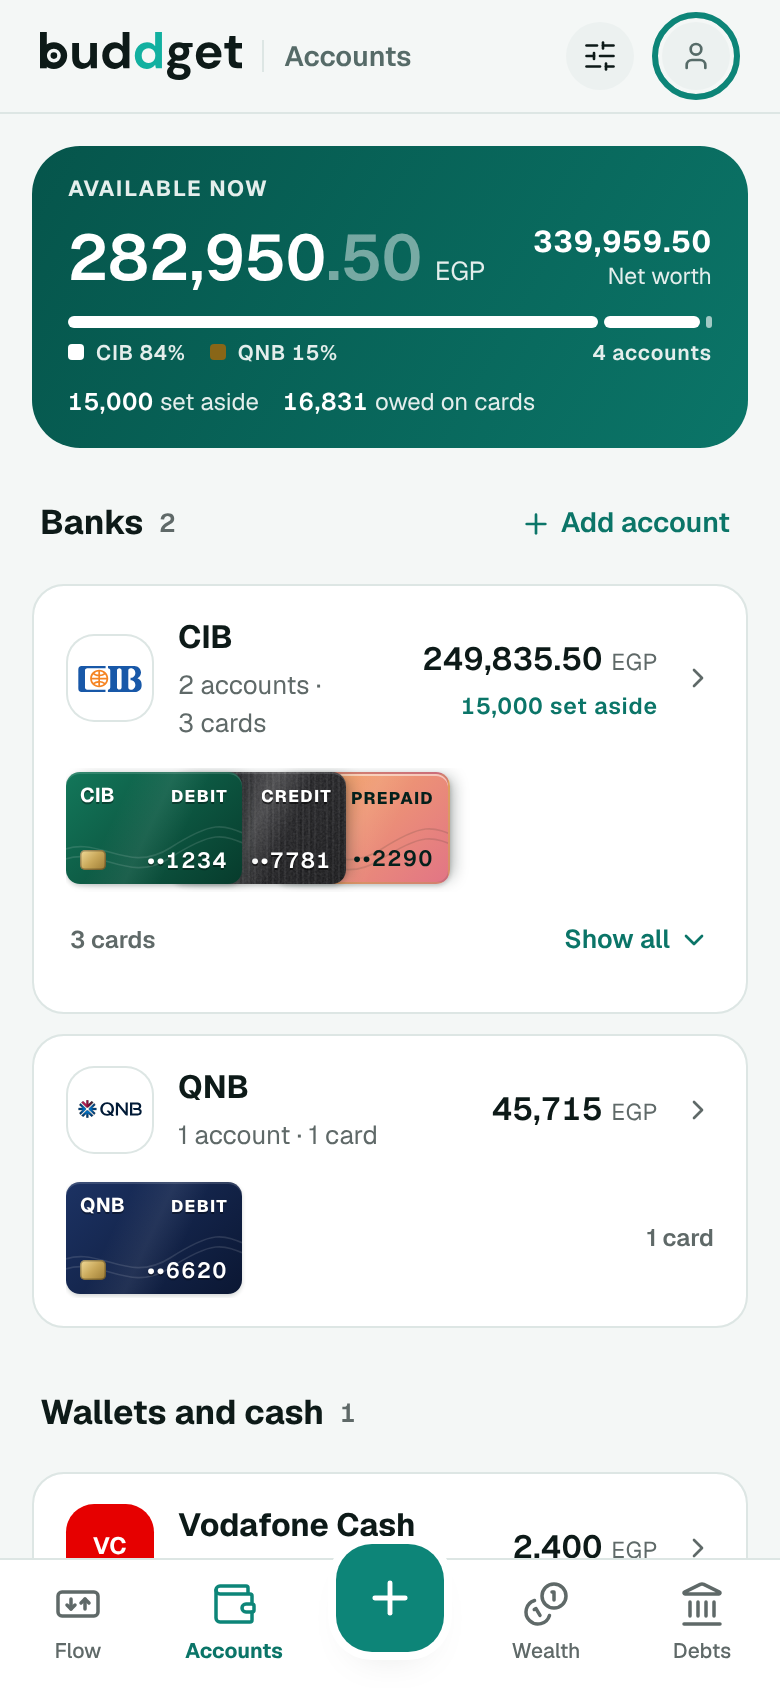 buddget
Accounts
AVAILABLE NOW
282,950.50 EGP
339,959.50
Net worth
CIB 84% QNB 15%
4 accounts
15,000 set aside 16,831 owed on cards
Banks 2
+ Add account
CIB
CIB
2 accounts ·
3 cards
249,835.50 EGP
15,000 set aside
CIB DEBIT
••1234
CREDIT
••7781
PREPAID
••2290
3 cards
Show all
QNB
QNB
1 account · 1 card
45,715 EGP
QNB DEBIT
••6620
1 card
Wallets and cash 1
VC
Vodafone Cash
2,400 EGP
Flow
Accounts
Wealth
Debts